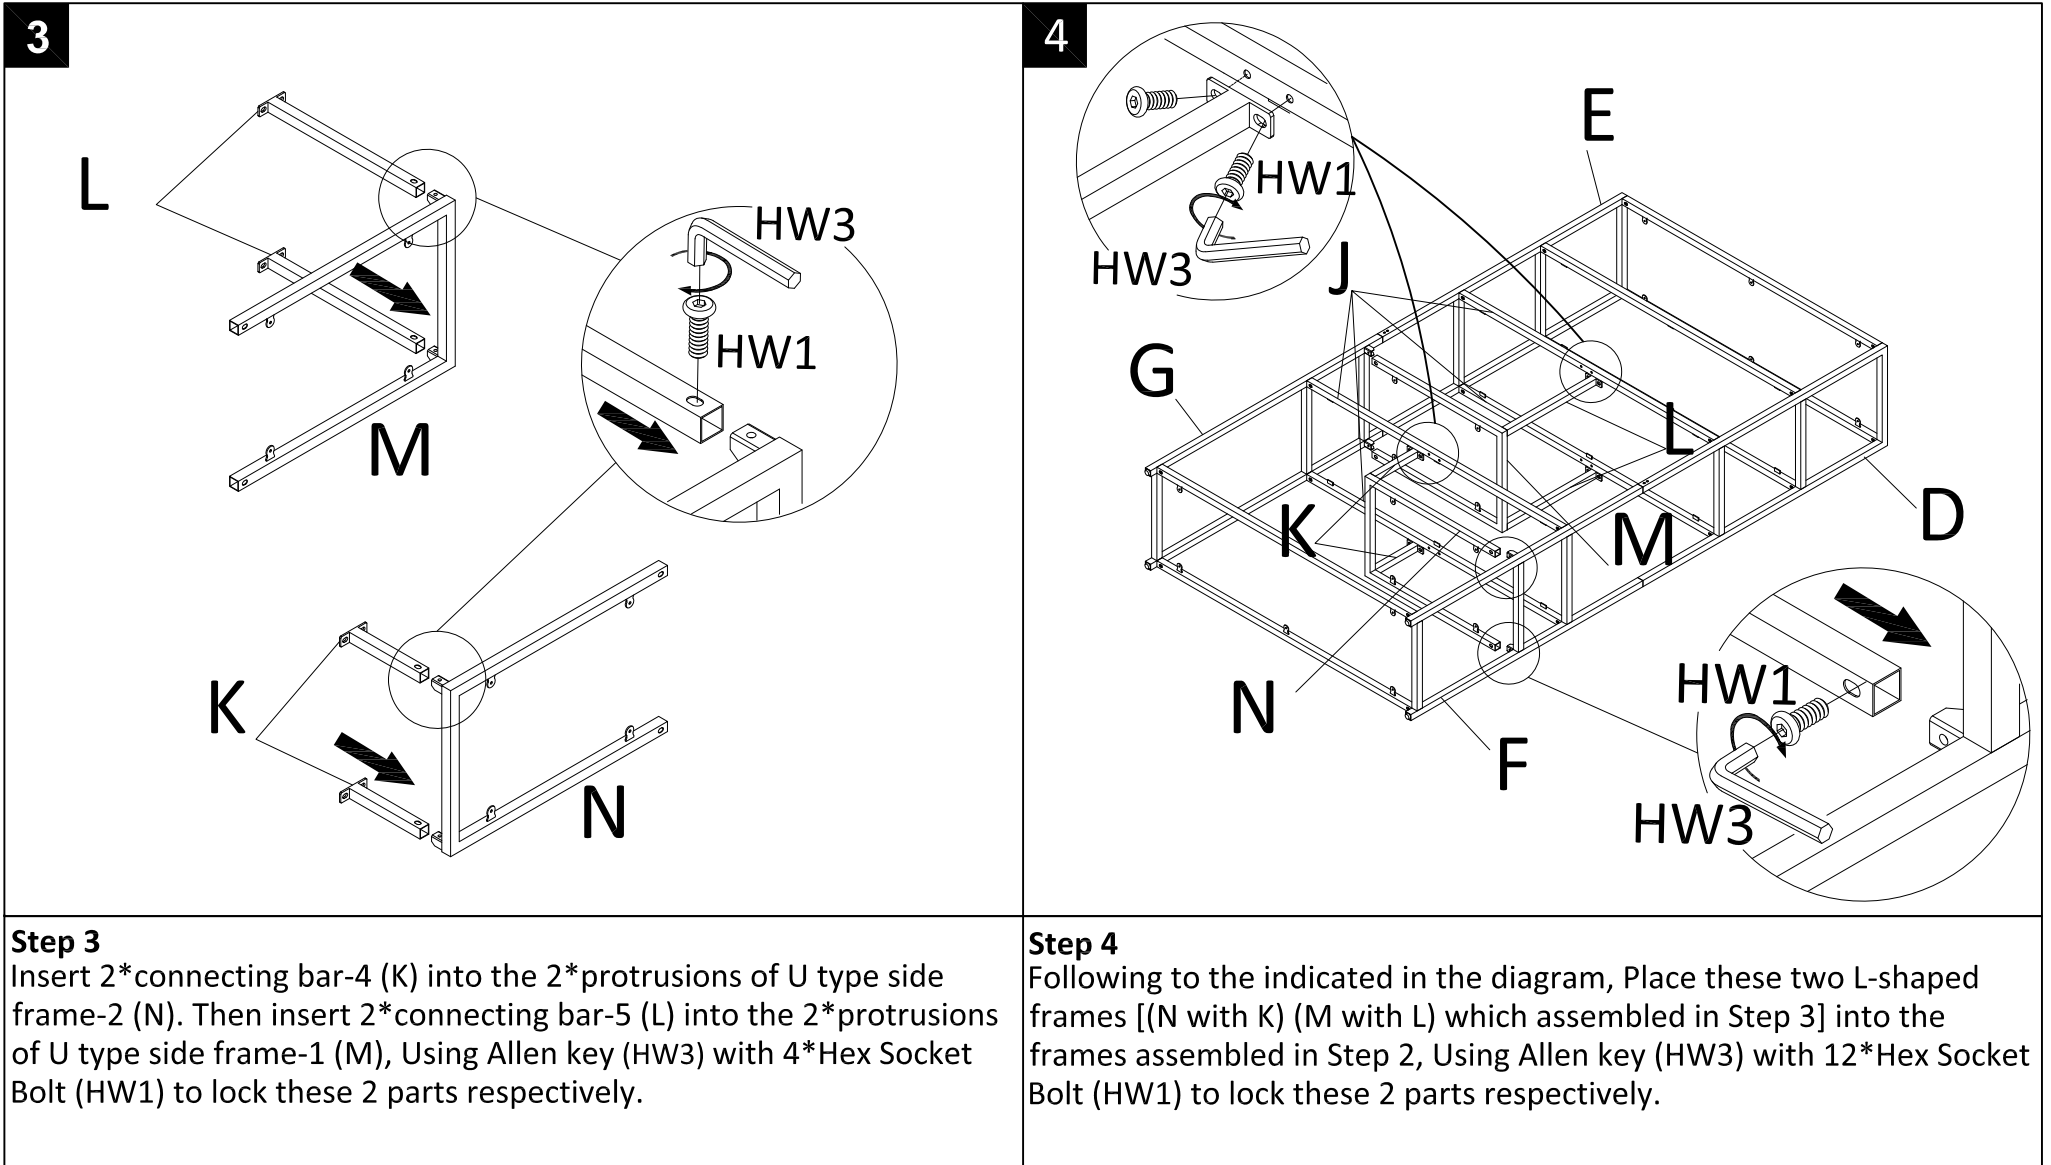 3
L
HW3
HW1
M
K
N
4
E
HW1
HW3
J
G
L
K
M
D
N
F
HW1
HW3
Step 3
Insert 2*connecting bar-4 (K) into the 2*protrusions of U type side
frame-2 (N). Then insert 2*connecting bar-5 (L) into the 2*protrusions
of U type side frame-1 (M), Using Allen key (HW3) with 4*Hex Socket
Bolt (HW1) to lock these 2 parts respectively.
Step 4
Following to the indicated in the diagram, Place these two L-shaped
frames [(N with K) (M with L) which assembled in Step 3] into the
frames assembled in Step 2, Using Allen key (HW3) with 12*Hex Socket
Bolt (HW1) to lock these 2 parts respectively.